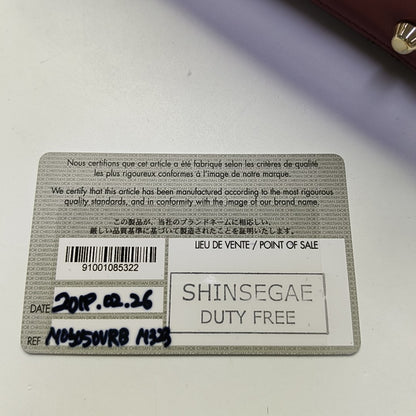 Nous certifions que cet article a été fabriqué selon les critères de qualité
les plus rigoureux conformes à l'image de notre marque.
We certify that this article has been manufactured according to the most rigourous
quality standards, and in conformity with the image of our brand name.
この製品が、当社のブランドネームに相応しい、
厳しい品質基準に基づいて製造されたことを証明いたします。
LIEU DE VENTE / POINT OF SALE
91001085322
SHINSEGAE
DUTY FREE
DATE 2018.02.26
REF M0505OVRB M323